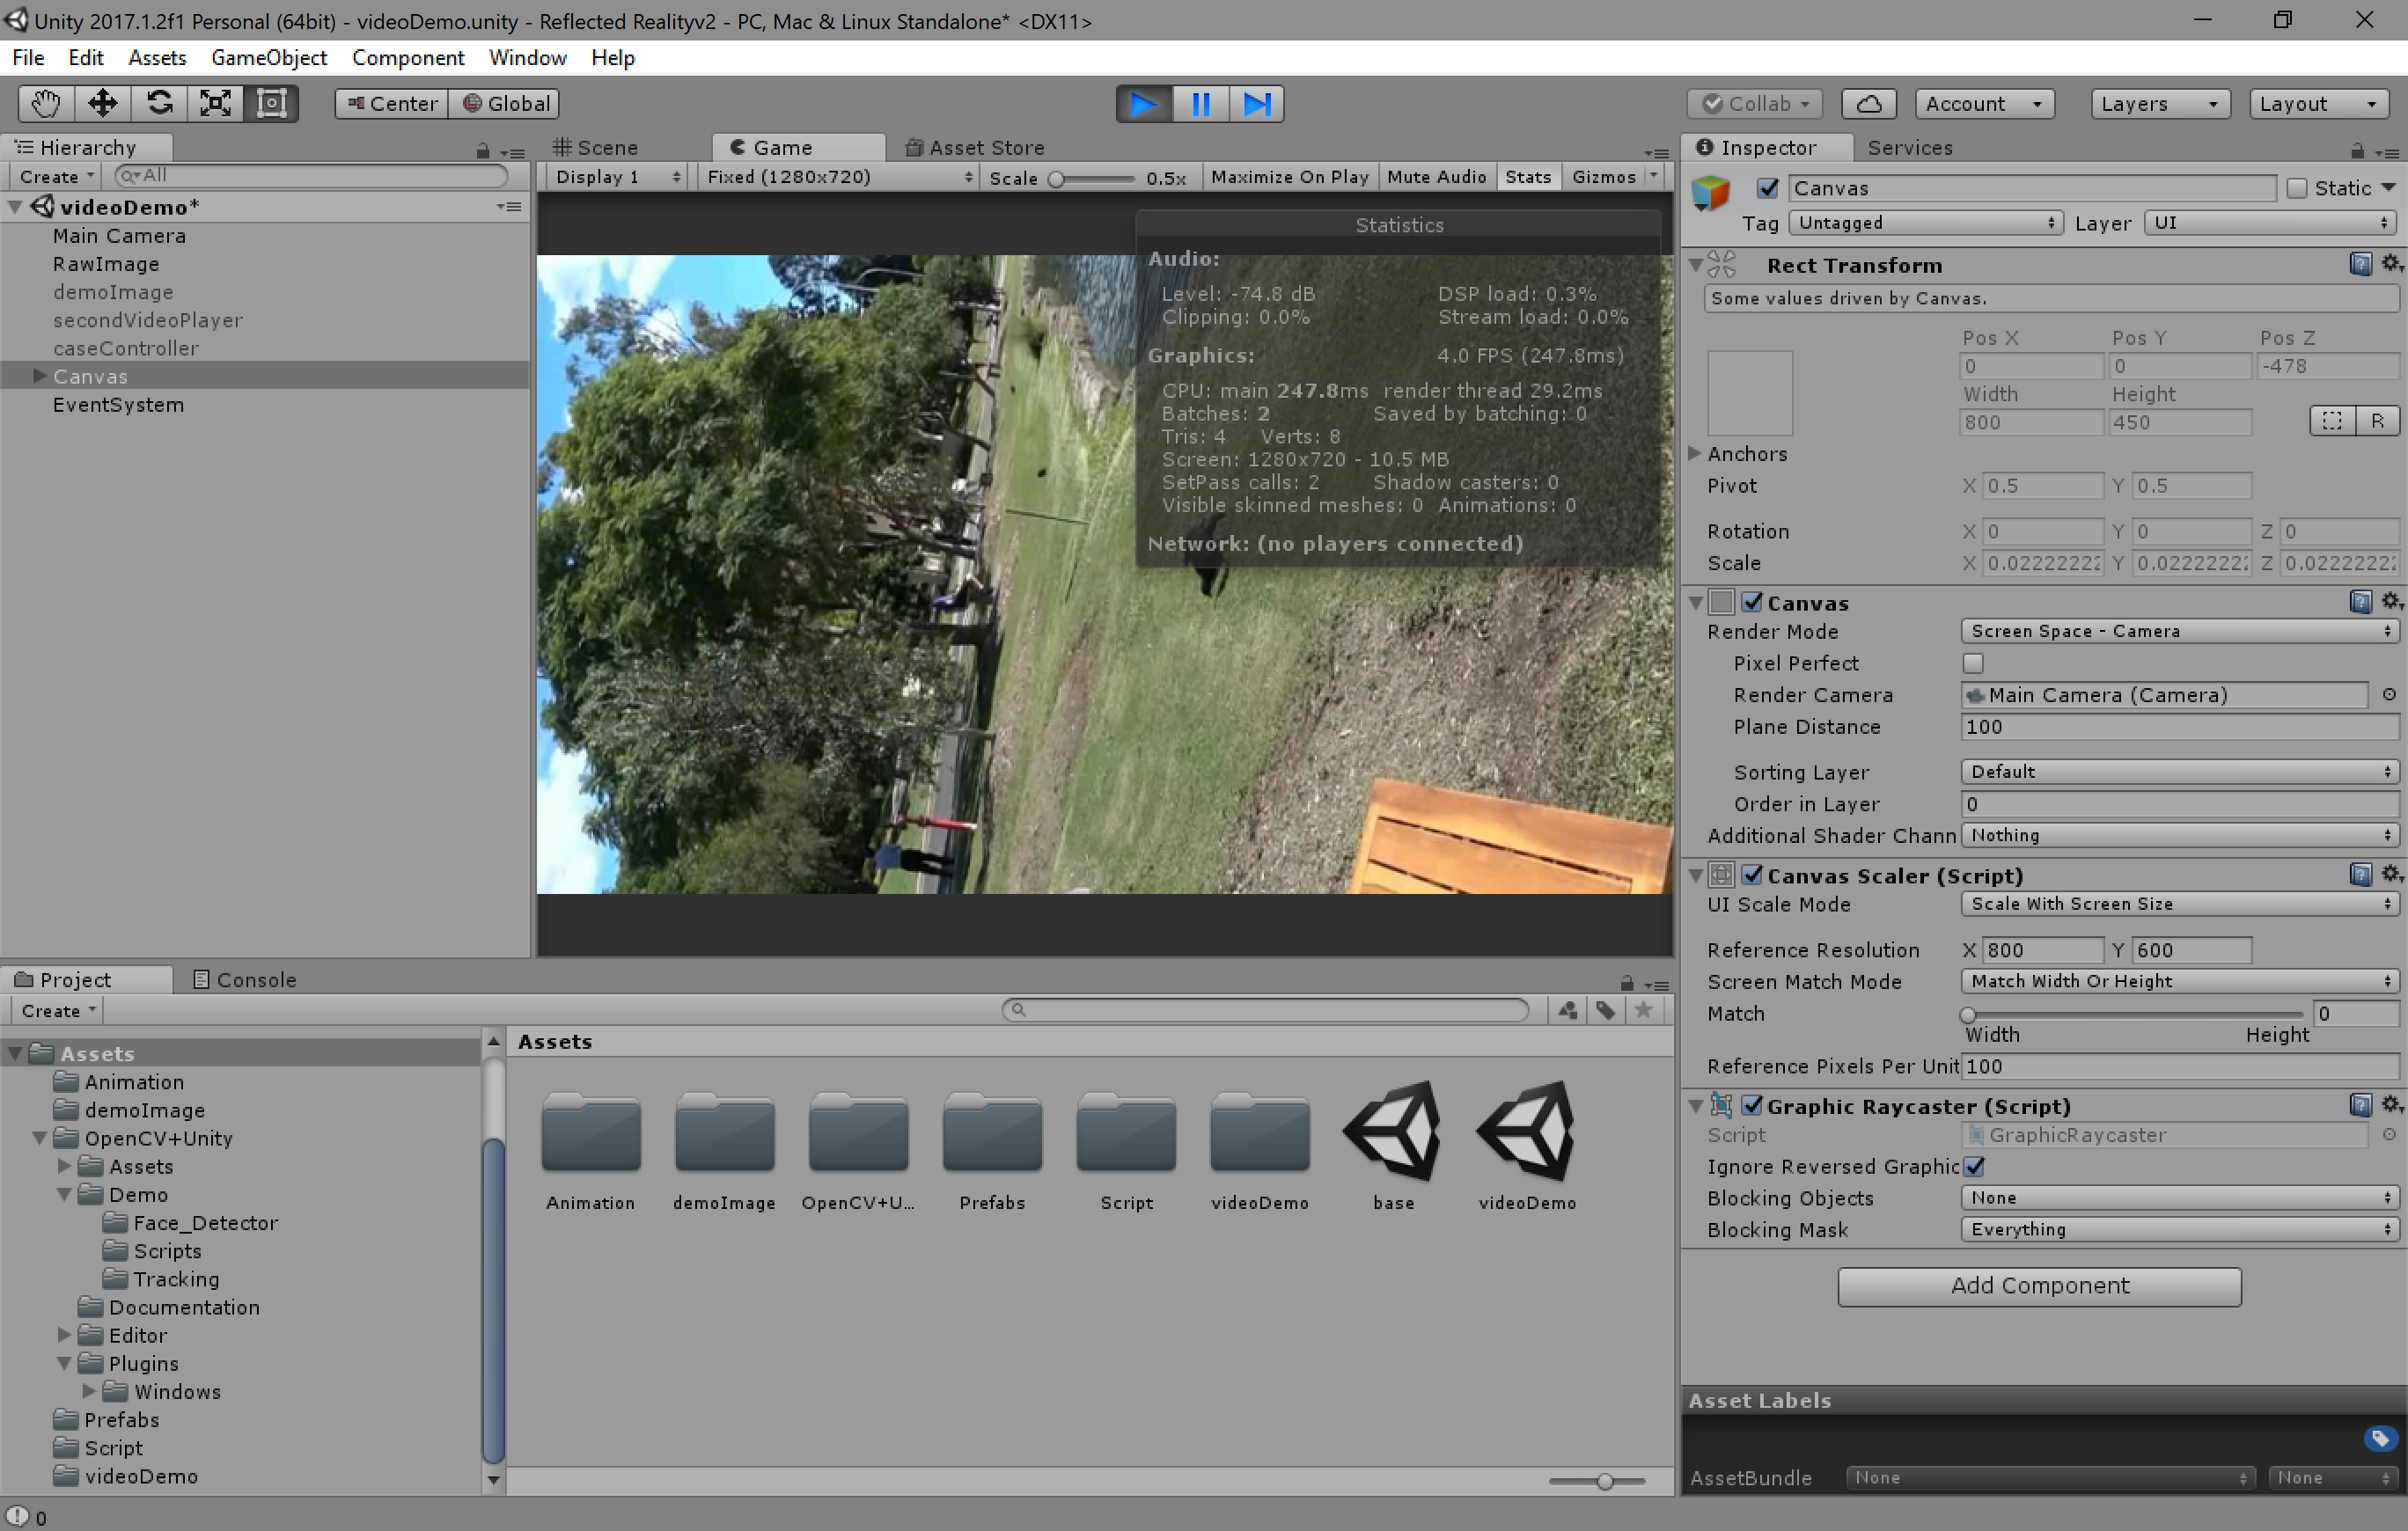 Unity 2017.1.2f1 Personal (64bit) - videoDemo.unity - Reflected Realityv2 - PC, Mac & Linux Standalone* <DX11>
File Edit Assets GameObject Component Window Help
Center Global Collab Account Layers Layout
Hierarchy
Create All
videoDemo*
Main Camera
RawImage
demoImage
secondVideoPlayer
caseController
Canvas
EventSystem
Scene Game Asset Store
Display 1 Fixed (1280x720) Scale 0.5x Maximize On Play Mute Audio Stats Gizmos
Statistics
Audio:
Level: -74.8 dB DSP load: 0.3%
Clipping: 0.0% Stream load: 0.0%
Graphics: 4.0 FPS (247.8ms)
CPU: main 247.8ms render thread 29.2ms
Batches: 2 Saved by batching: 0
Tris: 4 Verts: 8
Screen: 1280x720 - 10.5 MB
SetPass calls: 2 Shadow casters: 0
Visible skinned meshes: 0 Animations: 0
Network: (no players connected)
Project Console
Create
Assets
Animation
demoImage
OpenCV+Unity
Assets
Demo
Face_Detector
Scripts
Tracking
Documentation
Editor
Plugins
Windows
Prefabs
Script
videoDemo
Assets
Animation demoImage OpenCV+U... Prefabs Script videoDemo base videoDemo
0
Inspector Services
Canvas Static
Tag Untagged Layer UI
Rect Transform
Some values driven by Canvas.
Pos X Pos Y Pos Z
0 0 -478
Width Height
800 450 R
Anchors
Pivot X 0.5 Y 0.5
Rotation X 0 Y 0 Z 0
Scale X 0.0222222 Y 0.0222222 Z 0.0222222
Canvas
Render Mode Screen Space - Camera
Pixel Perfect
Render Camera Main Camera (Camera)
Plane Distance 100
Sorting Layer Default
Order in Layer 0
Additional Shader Chann Nothing
Canvas Scaler (Script)
UI Scale Mode Scale With Screen Size
Reference Resolution X 800 Y 600
Screen Match Mode Match Width Or Height
Match 0
Width Height
Reference Pixels Per Unit 100
Graphic Raycaster (Script)
Script GraphicRaycaster
Ignore Reversed Graphic
Blocking Objects None
Blocking Mask Everything
Add Component
Asset Labels
AssetBundle None None